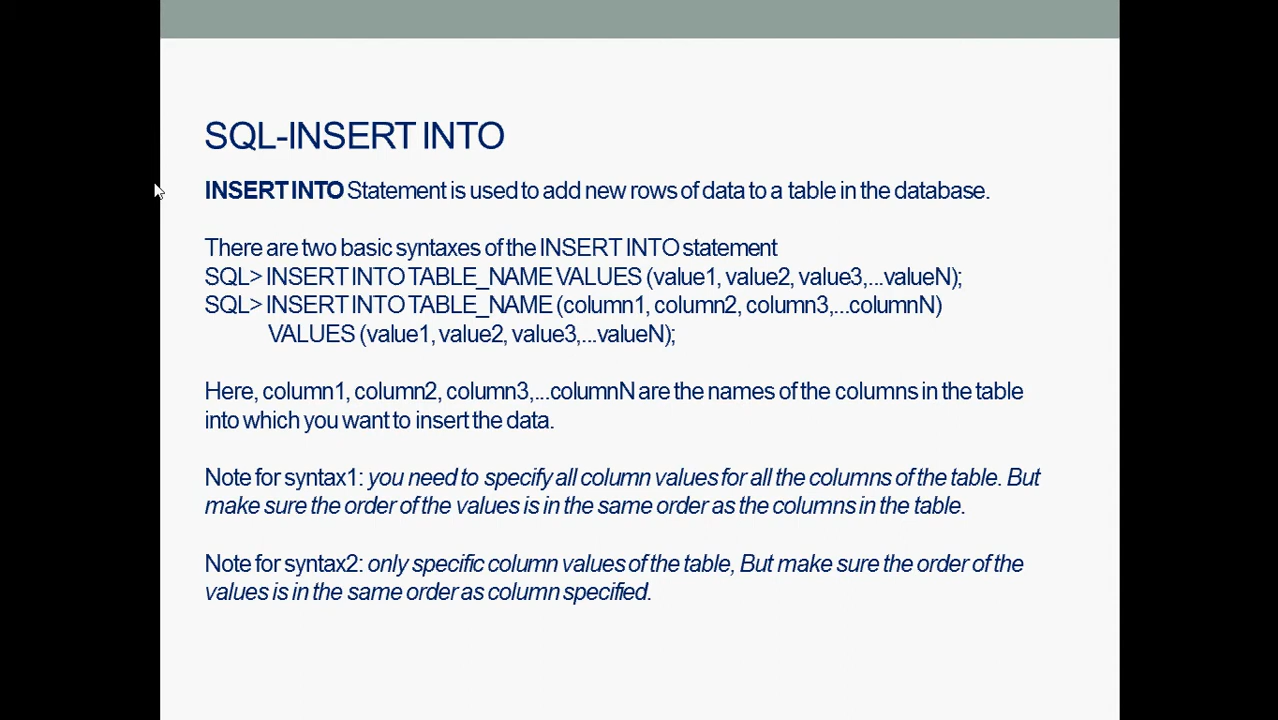 SQL-INSERT INTO
INSERT INTO Statement is used to add new rows of data to a table in the database.
There are two basic syntaxes of the INSERT INTO statement
SQL> INSERT INTO TABLE_NAME VALUES (value1, value2, value3,...valueN);
SQL> INSERT INTO TABLE_NAME (column1, column2, column3,...columnN)
VALUES (value1, value2, value3,...valueN);
Here, column1, column2, column3,...columnN are the names of the columns in the table
into which you want to insert the data.
Note for syntax1: you need to specify all column values for all the columns of the table. But
make sure the order of the values is in the same order as the columns in the table.
Note for syntax2: only specific column values of the table, But make sure the order of the
values is in the same order as column specified.